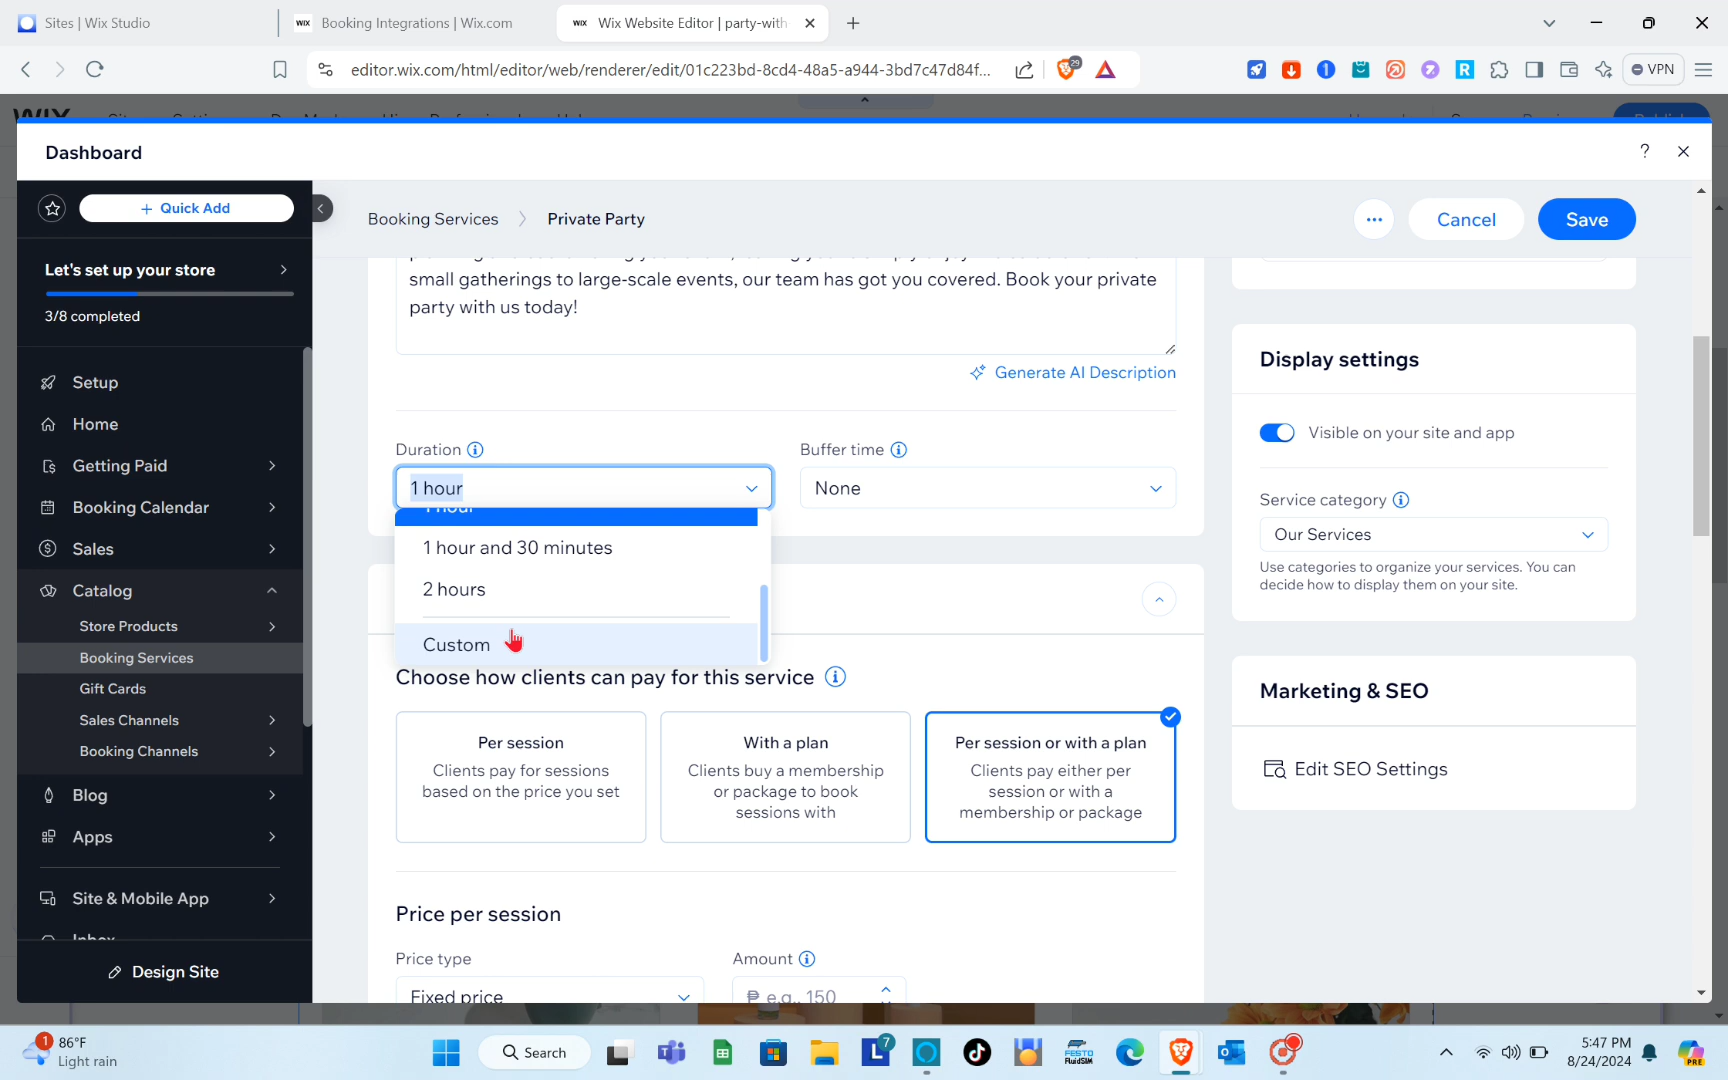 Sites | Wix Studio
WIX Booking Integrations | Wix.com
WIX Wix Website Editor | party-with
editor.wix.com/html/editor/web/renderer/edit/01c223bd-8cd4-48a5-a944-3bd7c47d84f...
29
VPN
Dashboard
?
+ Quick Add
Booking Services
Private Party
Cancel
Save
Let's set up your store
3/8 completed
small gatherings to large-scale events, our team has got you covered. Book your private
party with us today!
Generate AI Description
Setup
Home
Getting Paid
Booking Calendar
Sales
Catalog
Store Products
Booking Services
Gift Cards
Sales Channels
Booking Channels
Blog
Apps
Site & Mobile App
Inbox
Design Site
Duration
1 hour
Buffer time
None
1 hour
1 hour and 30 minutes
2 hours
Custom
Choose how clients can pay for this service
Per session
Clients pay for sessions
based on the price you set
With a plan
Clients buy a membership
or package to book
sessions with
Per session or with a plan
Clients pay either per
session or with a
membership or package
Price per session
Price type
Fixed price
Amount
₱ e.g., 150
Display settings
Visible on your site and app
Service category
Our Services
Use categories to organize your services. You can
decide how to display them on your site.
Marketing & SEO
Edit SEO Settings
1
86°F
Light rain
Search
7
FESTO
FluidSIM
5:47 PM
8/24/2024
PRE